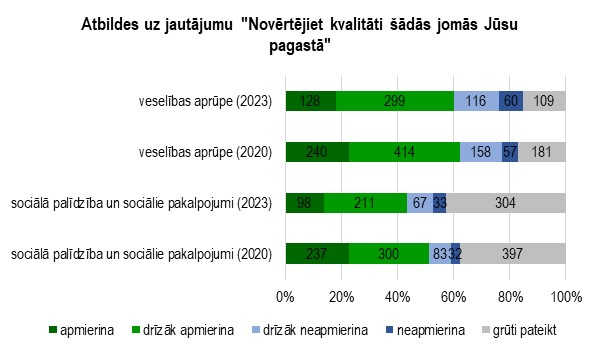 Atbildes uz jautājumu "Novērtējiet kvalitāti šādās jomās Jūsu
pagastā"
veselības aprūpe (2023)
128 299 116 60 109
veselības aprūpe (2020)
240 414 158 57 181
sociālā palīdzība un sociālie pakalpojumi (2023)
98 211 67 33 304
sociālā palīdzība un sociālie pakalpojumi (2020)
237 300 83 32 397
0% 20% 40% 60% 80% 100%
apmierina drīzāk apmierina drīzāk neapmierina neapmierina grūti pateikt